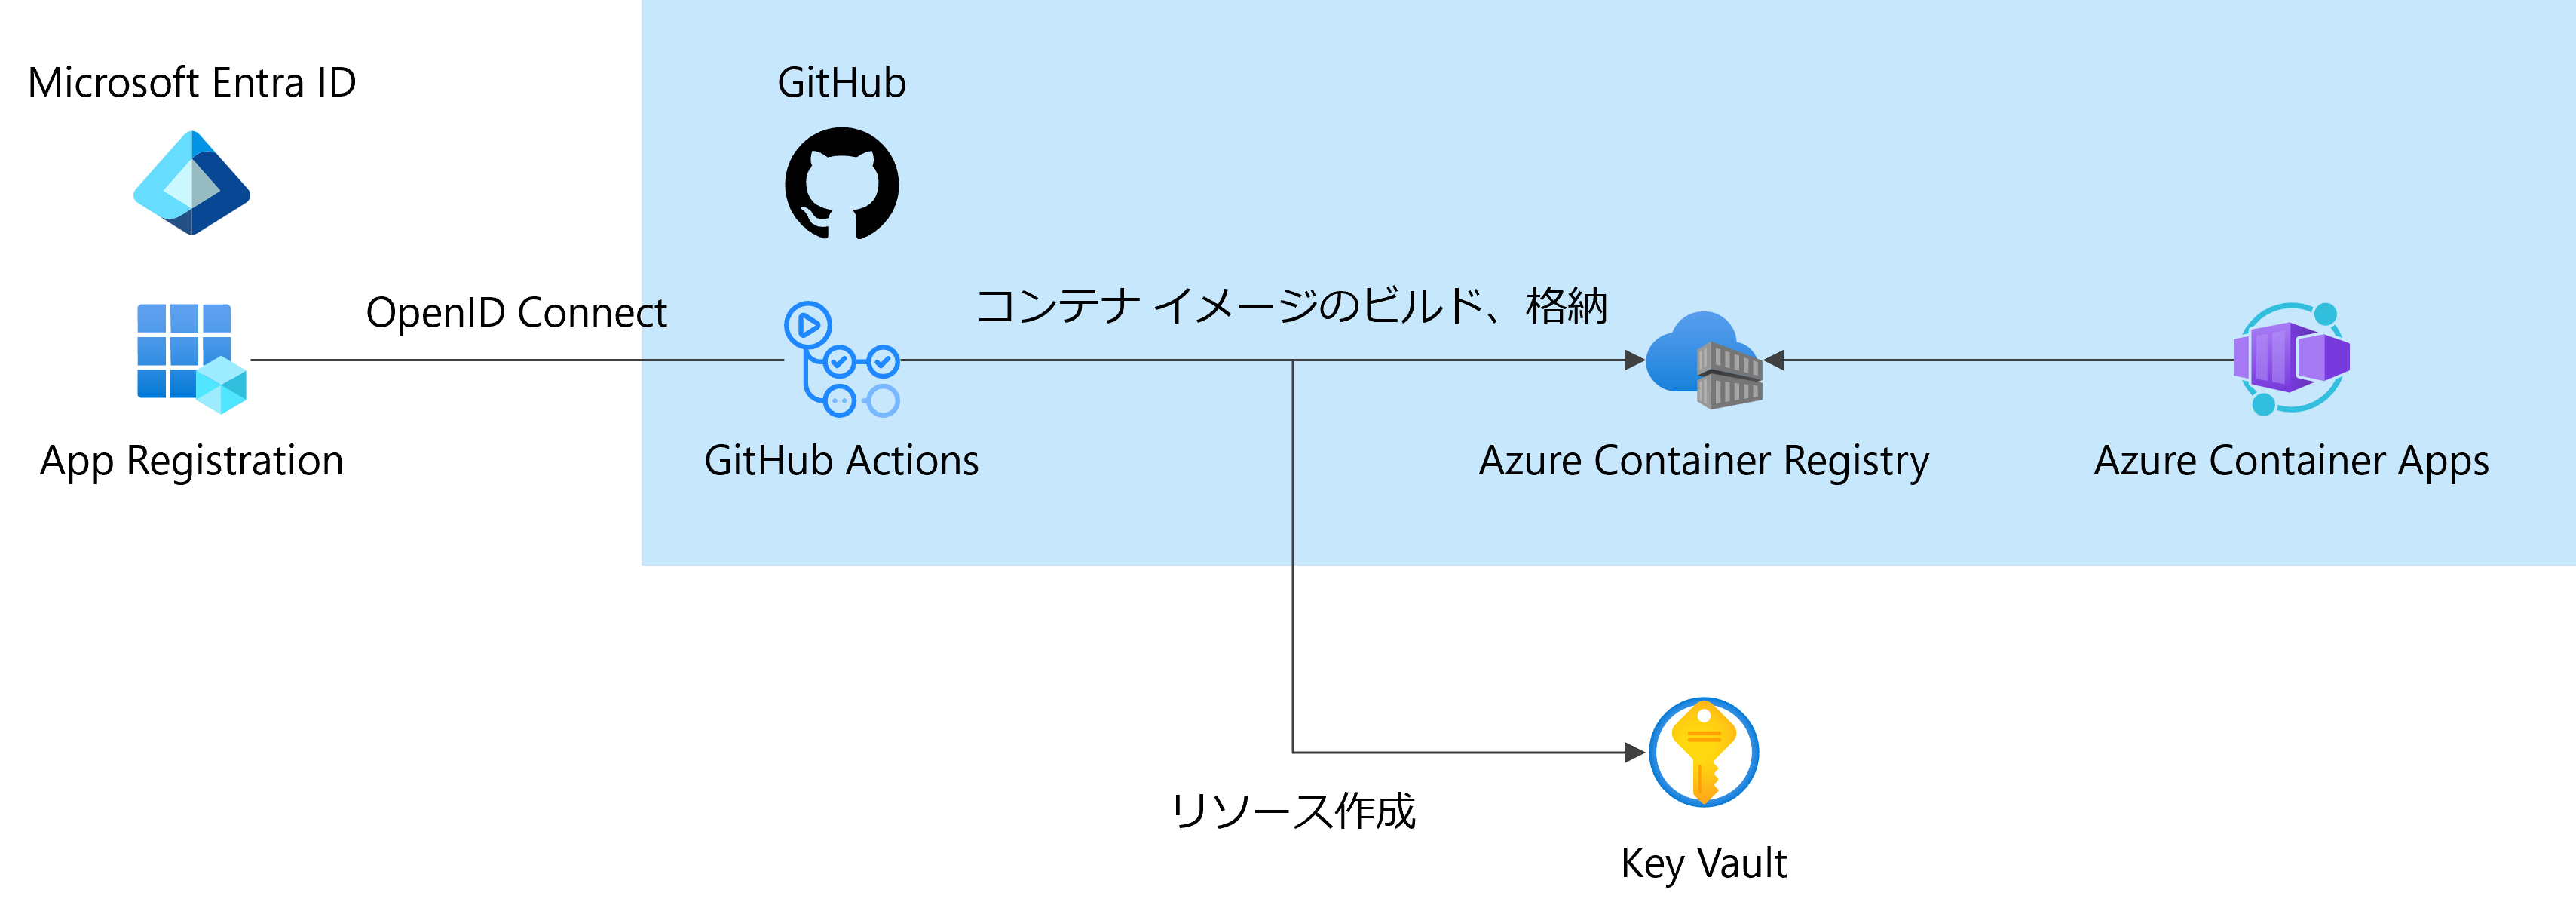 Microsoft Entra ID
GitHub
OpenID Connect
コンテナ イメージのビルド、格納
App Registration
GitHub Actions
Azure Container Registry
Azure Container Apps
リソース作成
Key Vault